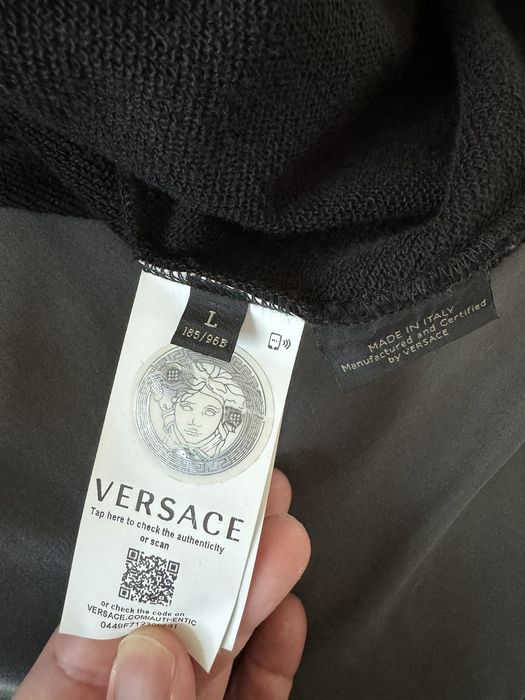 L
185/96B
VERSACE
Tap here to check the authenticity
or scan
or check the code on
VERSACE.COM/AUTHENTIC
MADE IN ITALY
Manufactured and Certified
by VERSACE